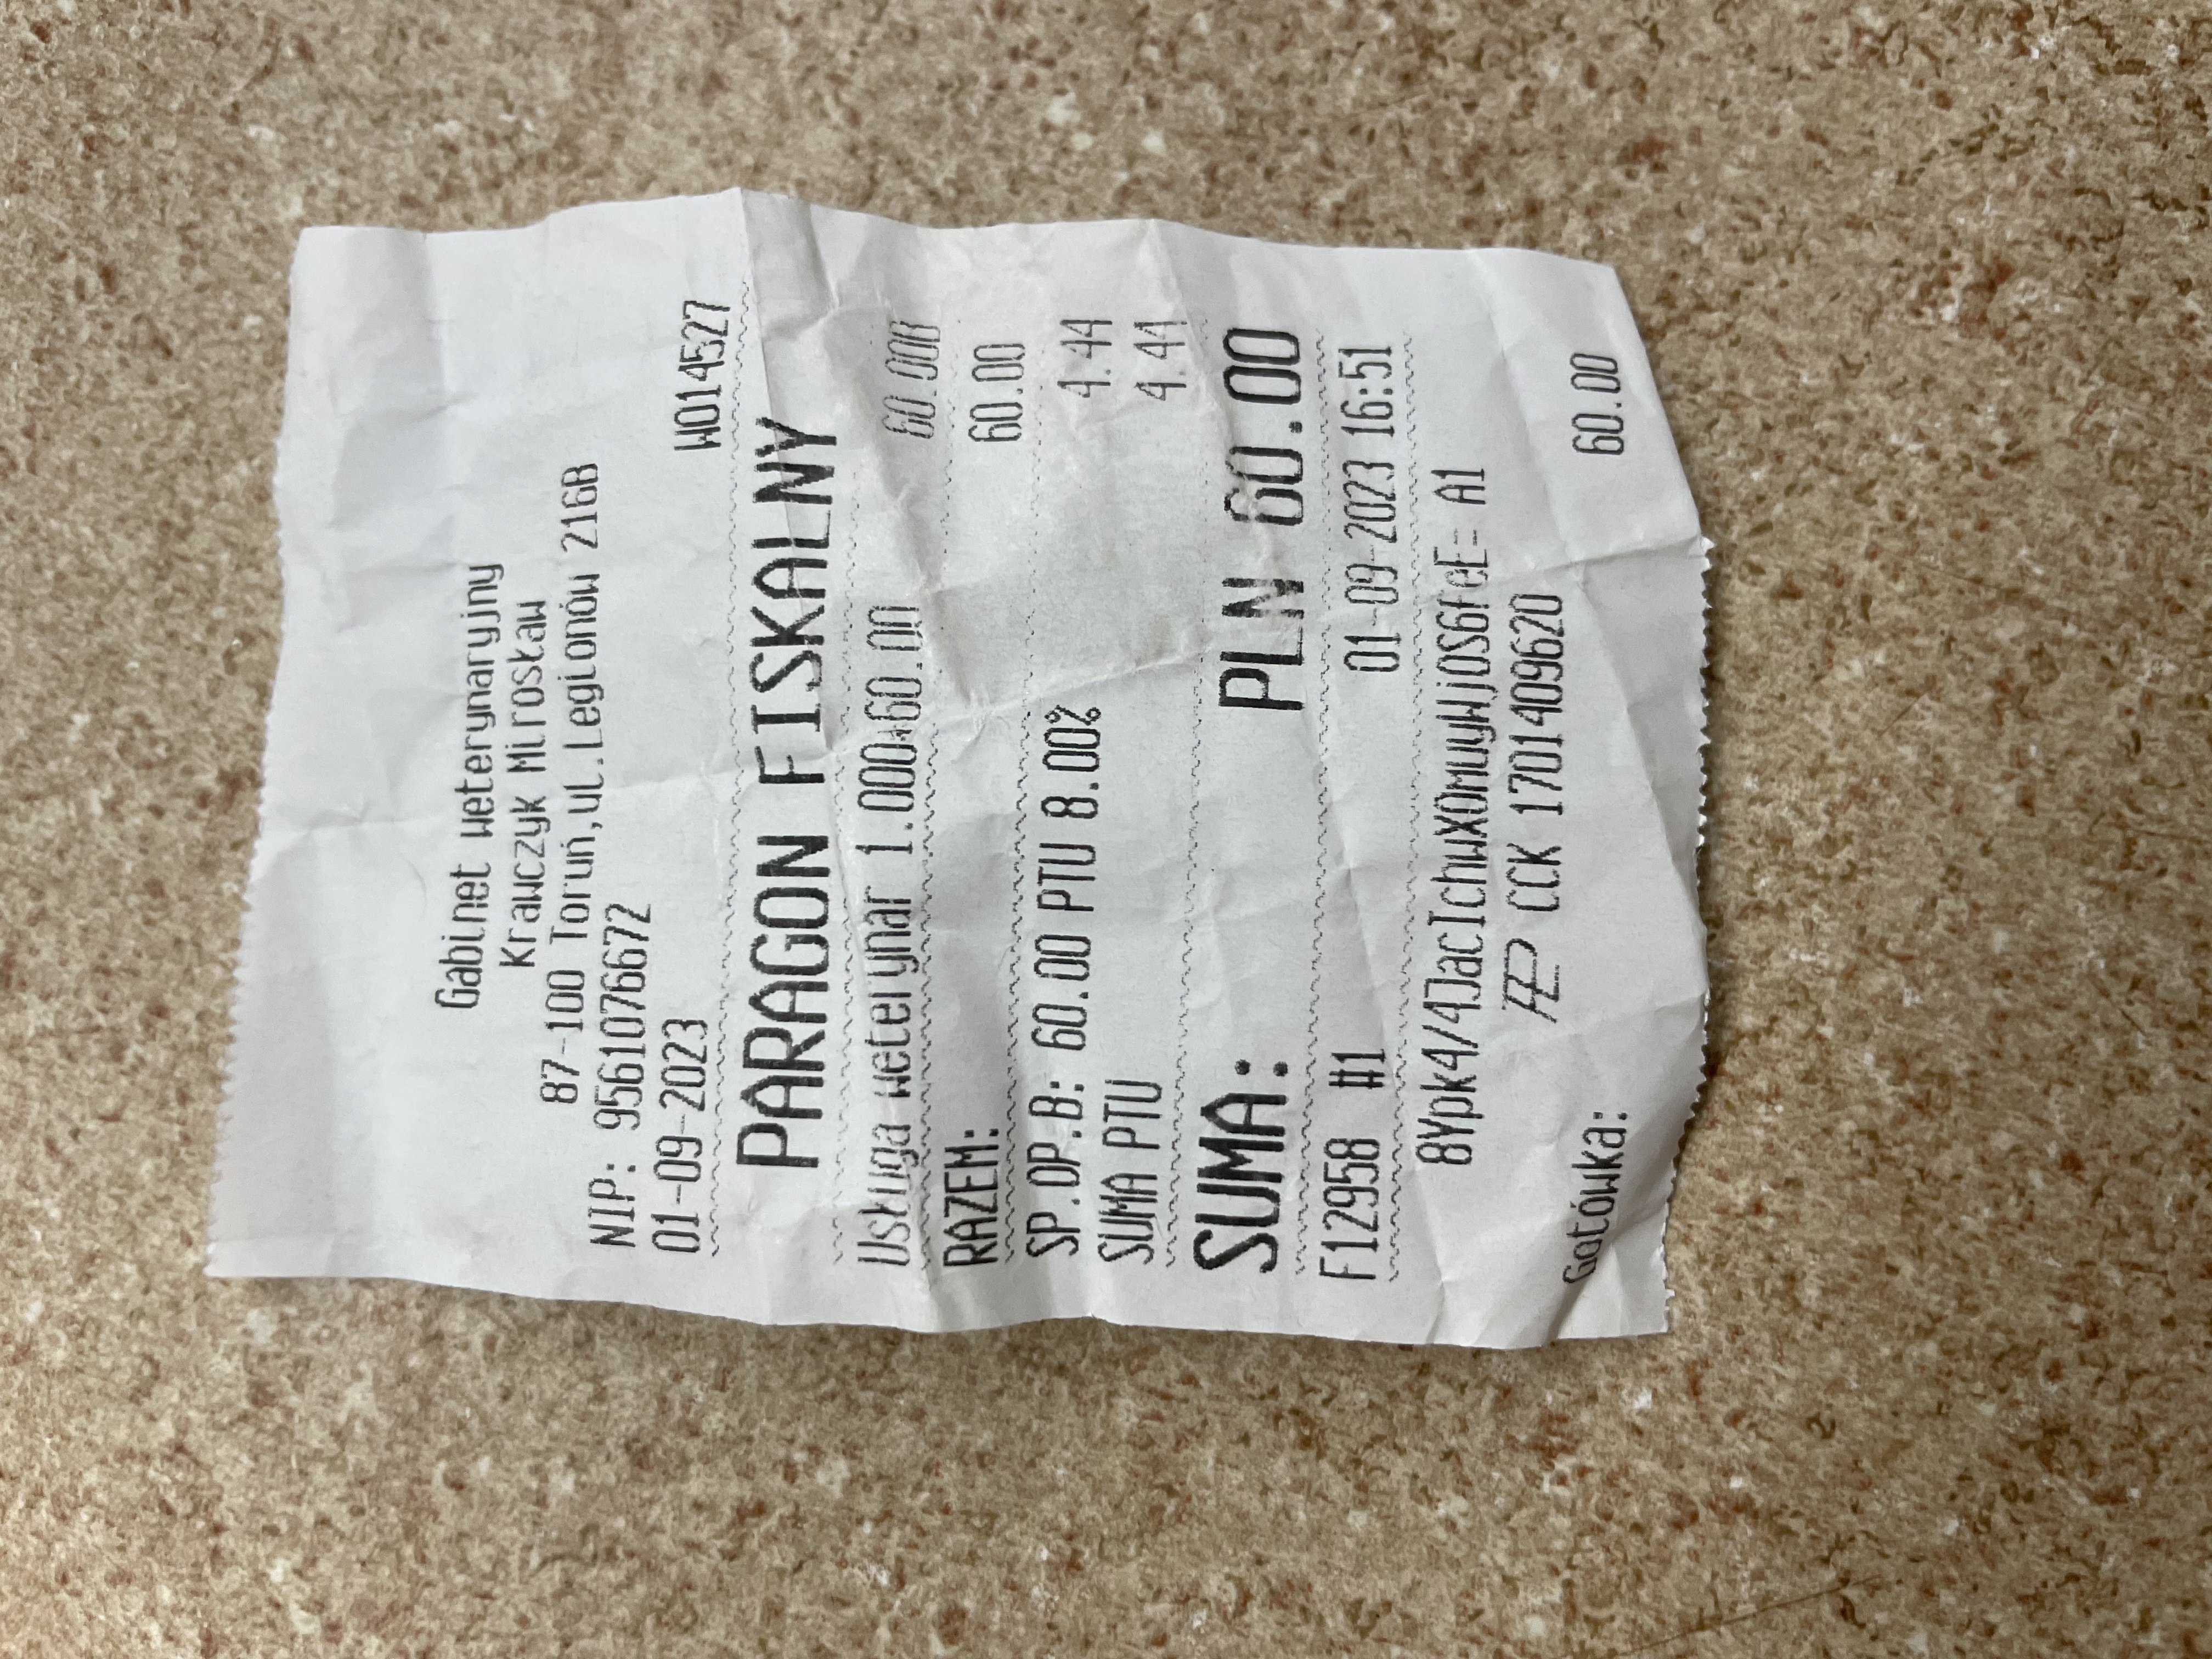 Gabinet weterynaryjny
Krawczyk Mirosław
87-100 Toruń,ul.Legionów 216B
NIP: 9561076672
01-09-2023 W014527
PARAGON FISKALNY
Usługa weterynar 1.000×60.00 60.00B
RAZEM: 60.00
SP.OP.B: 60.00 PTU 8.00% 4.44
SUMA PTU 4.44
SUMA: PLN 60.00
F12958 #1 01-09-2023 16:51
8Ypk4/4JacIchwXOmuyWjOS6feE= A1
CCK 1701409620
Gotówka: 60.00